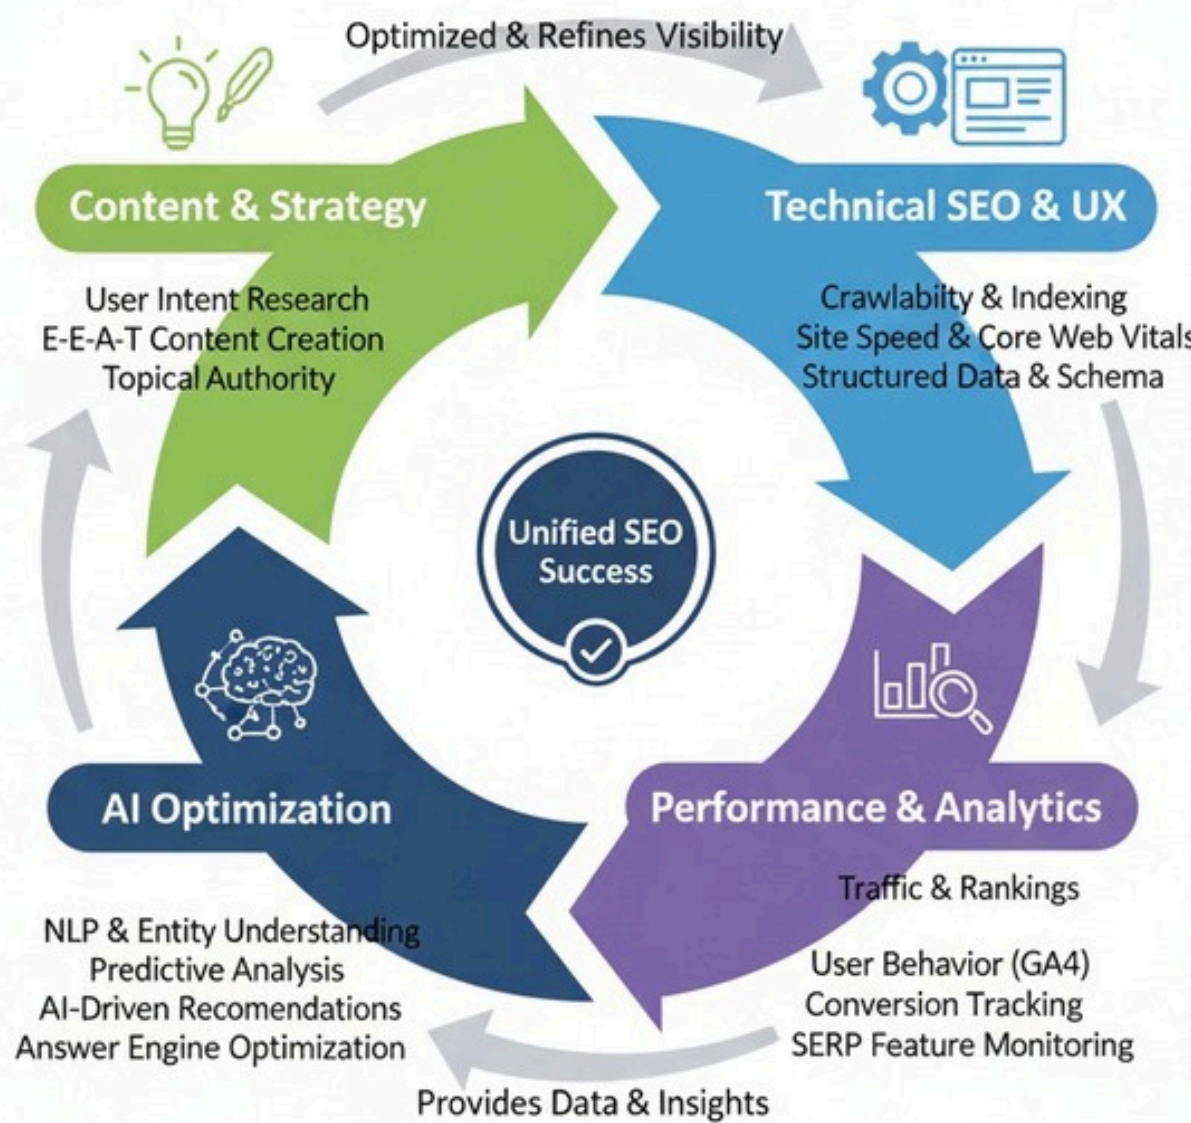 Optimized & Refines Visibility
Content & Strategy
User Intent Research
E-E-A-T Content Creation
Topical Authority
Technical SEO & UX
Crawlabilty & Indexing
Site Speed & Core Web Vitals
Structured Data & Schema
Unified SEO
Success
AI Optimization
NLP & Entity Understanding
Predictive Analysis
AI-Driven Recomendations
Answer Engine Optimization
Performance & Analytics
Traffic & Rankings
User Behavior (GA4)
Conversion Tracking
SERP Feature Monitoring
Provides Data & Insights